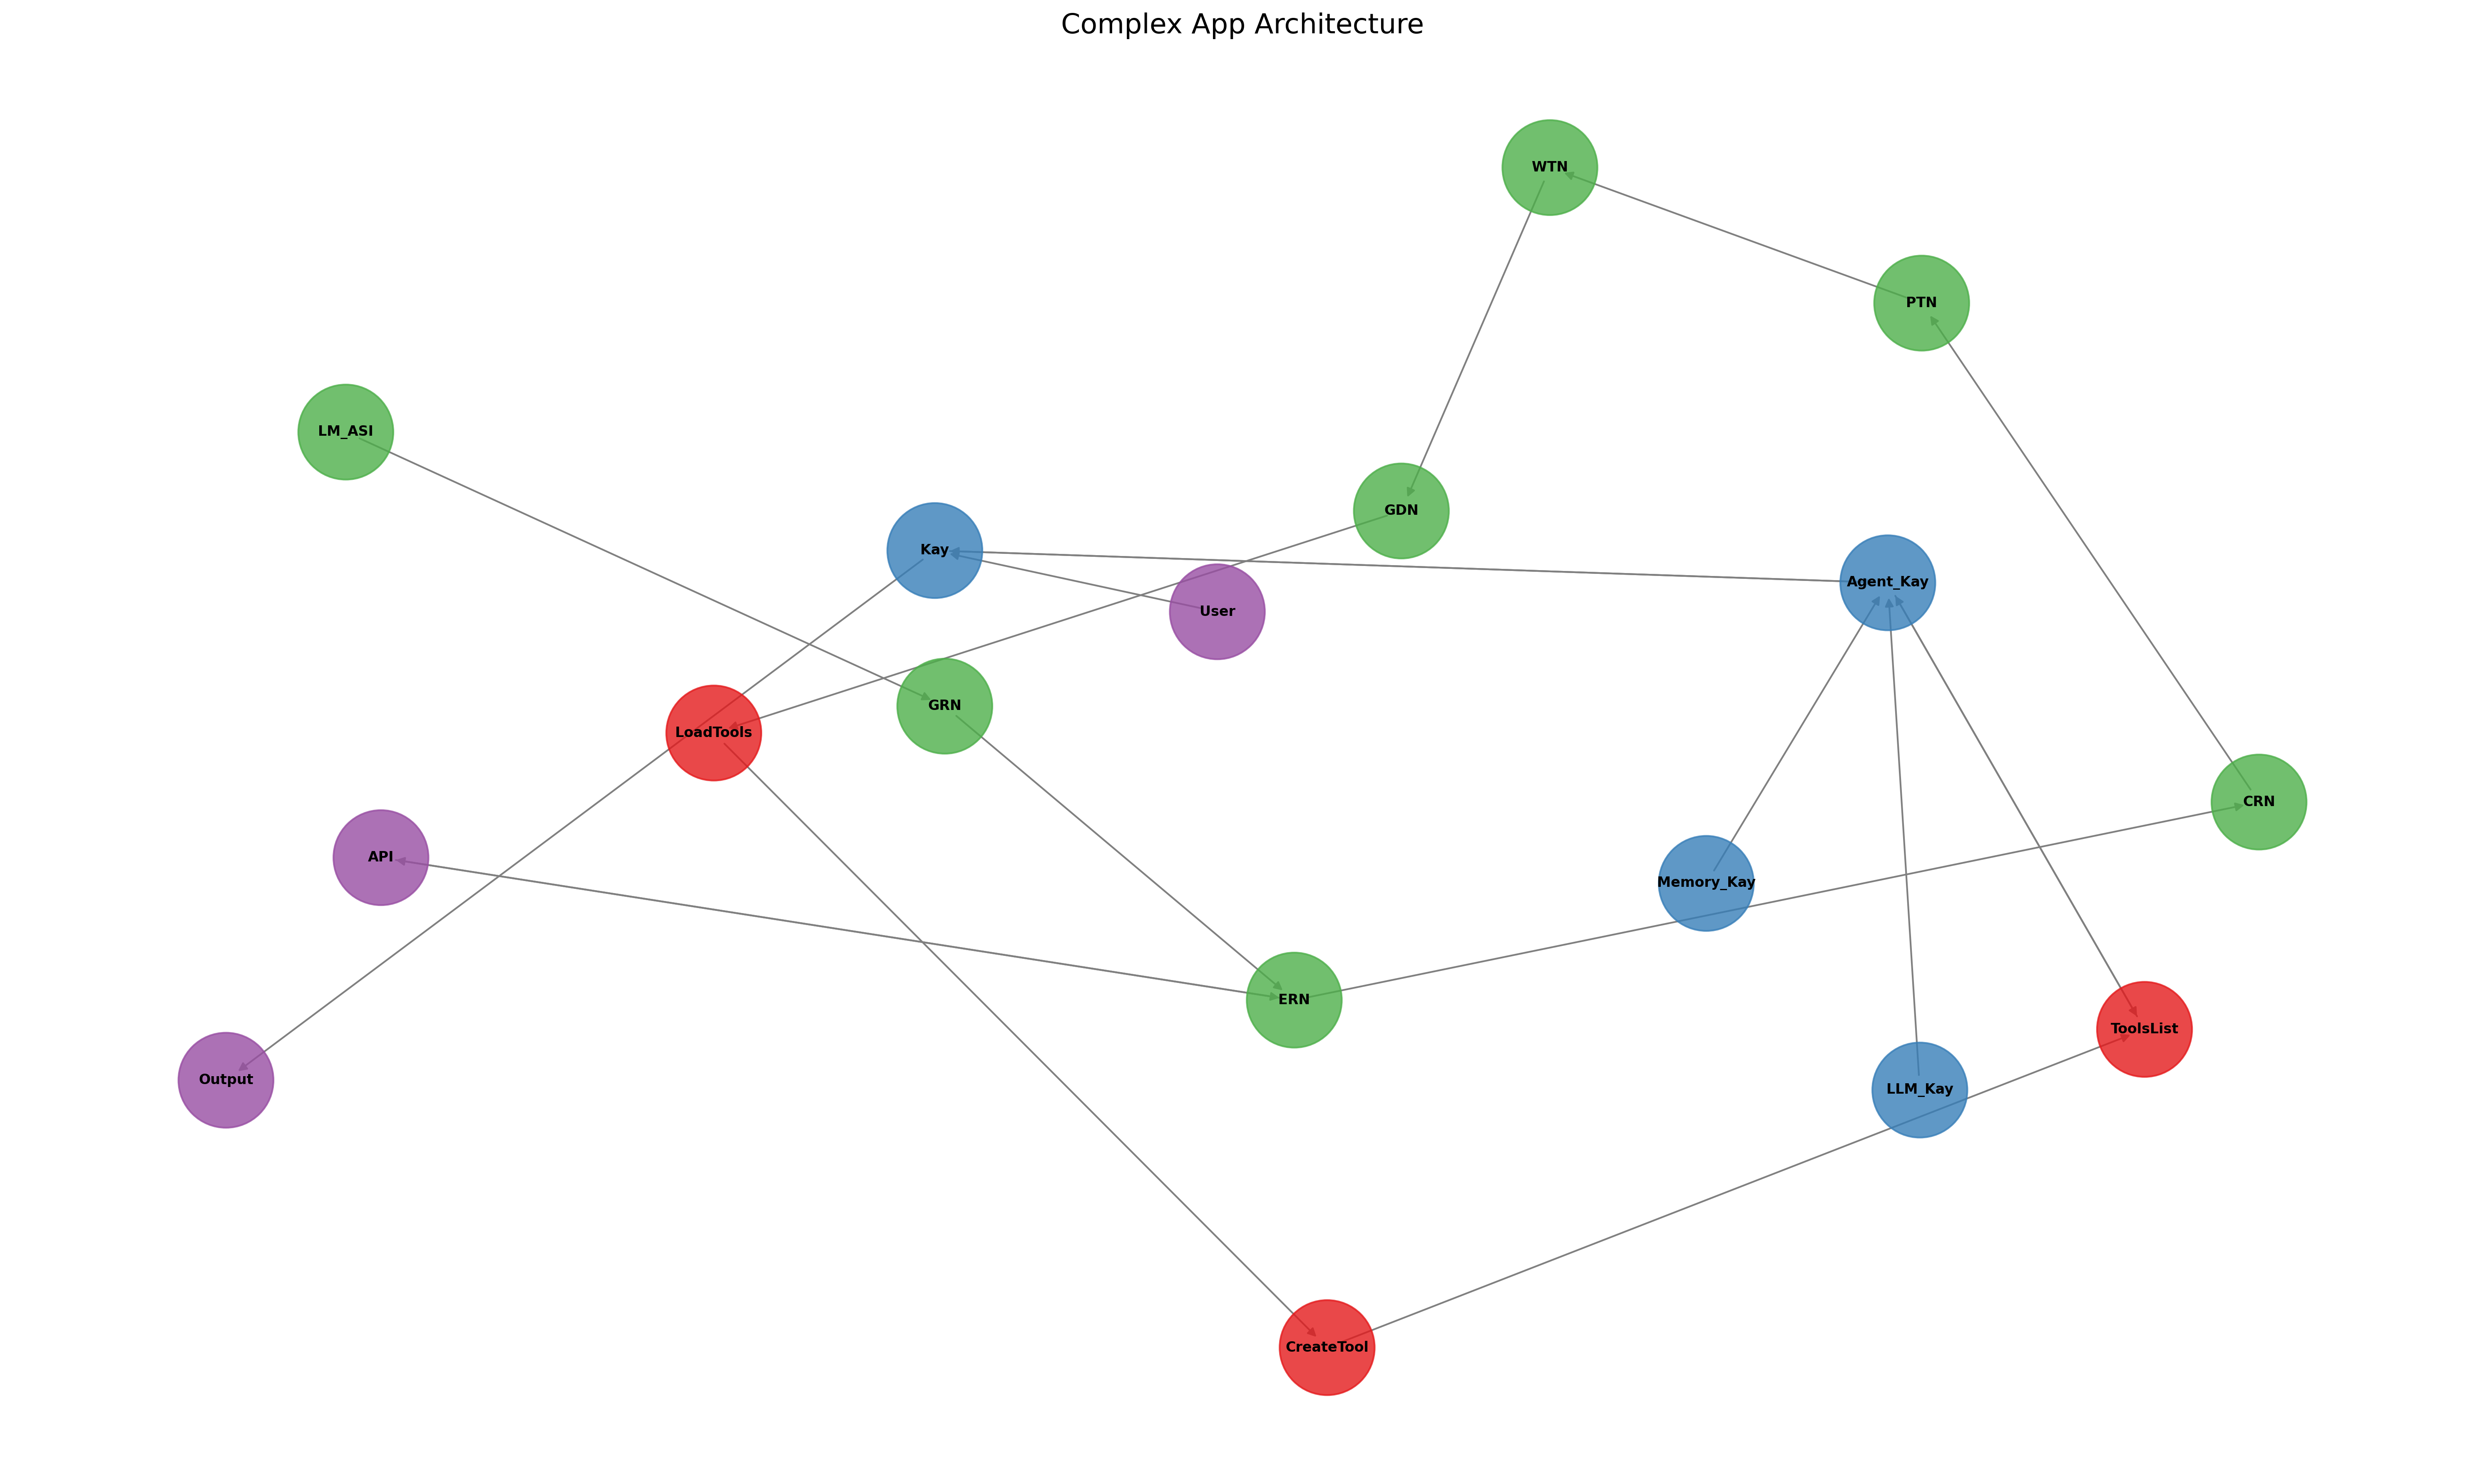 Complex App Architecture
WTN
PTN
LM_ASI
GDN
Kay
Agent_Kay
User
GRN
LoadTools
CRN
API
Memory_Kay
ERN
ToolsList
Output
LLM_Kay
CreateTool